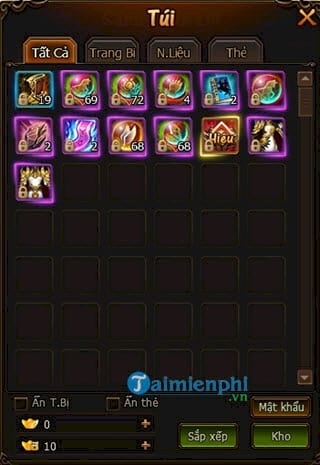 Túi
Tất Cả Trang Bị N.Liệu Thẻ
19 69 72 4 2
2 2 68 68 Hiệu
Taimienphi
.vn
Ẩn T.Bị Ẩn thẻ Mật khẩu
0
10
Sắp xếp Kho